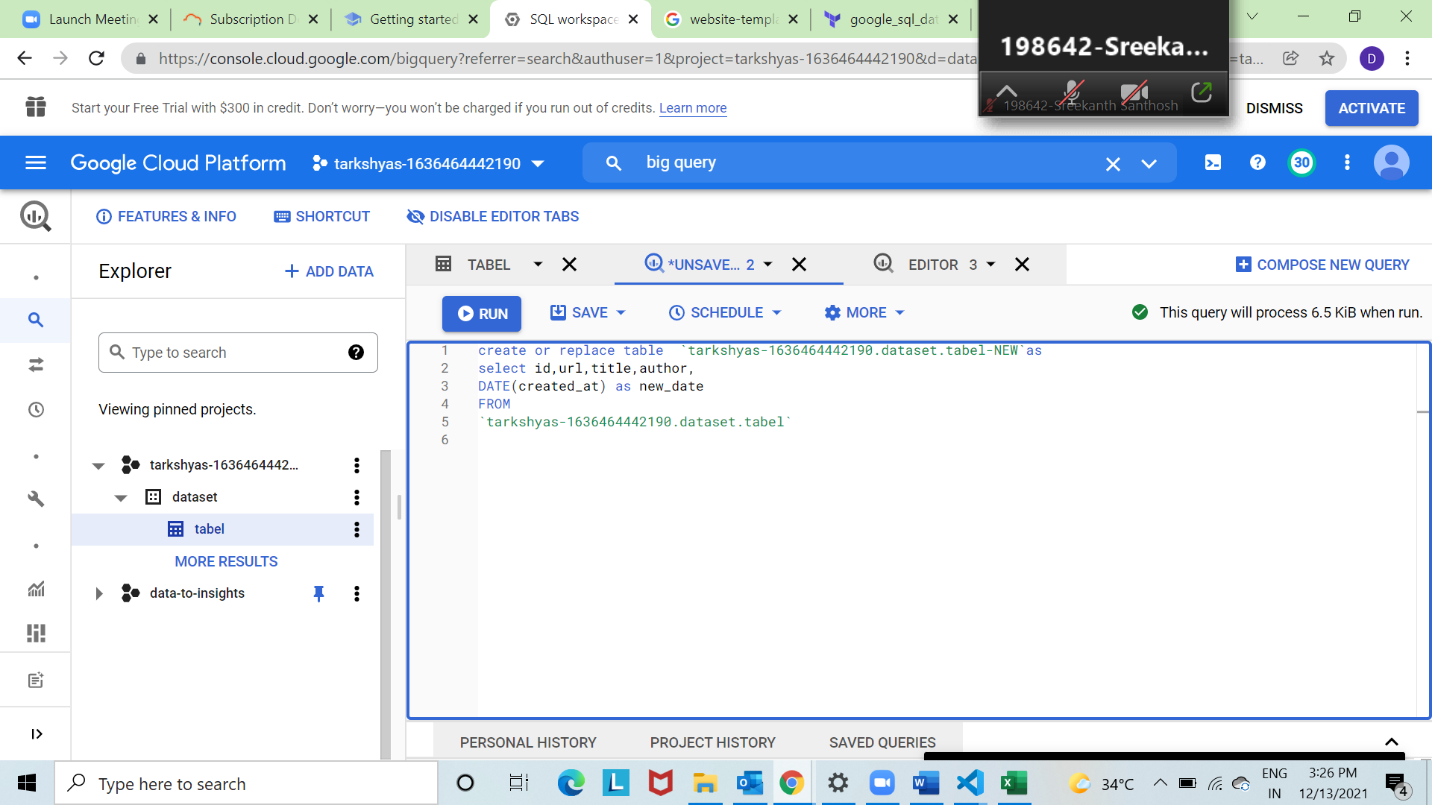 Launch Meetin
Subscription D
Getting started
SQL workspace
website-templa
google_sql_dat
198642-Sreeka...
https://console.cloud.google.com/bigquery?referrer=search&authuser=1&project=tarkshyas-1636464442190&d=data
=ta...
D
198642-Sreekanth Santhosh
Start your Free Trial with $300 in credit. Don't worry—you won't be charged if you run out of credits. Learn more
DISMISS
ACTIVATE
Google Cloud Platform
tarkshyas-1636464442190
big query
30
FEATURES & INFO
SHORTCUT
DISABLE EDITOR TABS
Explorer
+ ADD DATA
TABEL
*UNSAVE... 2
EDITOR 3
COMPOSE NEW QUERY
RUN
SAVE
SCHEDULE
MORE
This query will process 6.5 KiB when run.
Type to search
Viewing pinned projects.
tarkshyas-1636464442...
dataset
tabel
MORE RESULTS
data-to-insights
1 create or replace table `tarkshyas-1636464442190.dataset.tabel-NEW`as
2 select id,url,title,author,
3 DATE(created_at) as new_date
4 FROM
5 `tarkshyas-1636464442190.dataset.tabel`
6
PERSONAL HISTORY
PROJECT HISTORY
SAVED QUERIES
Type here to search
34°C
ENG
IN
3:26 PM
12/13/2021
4